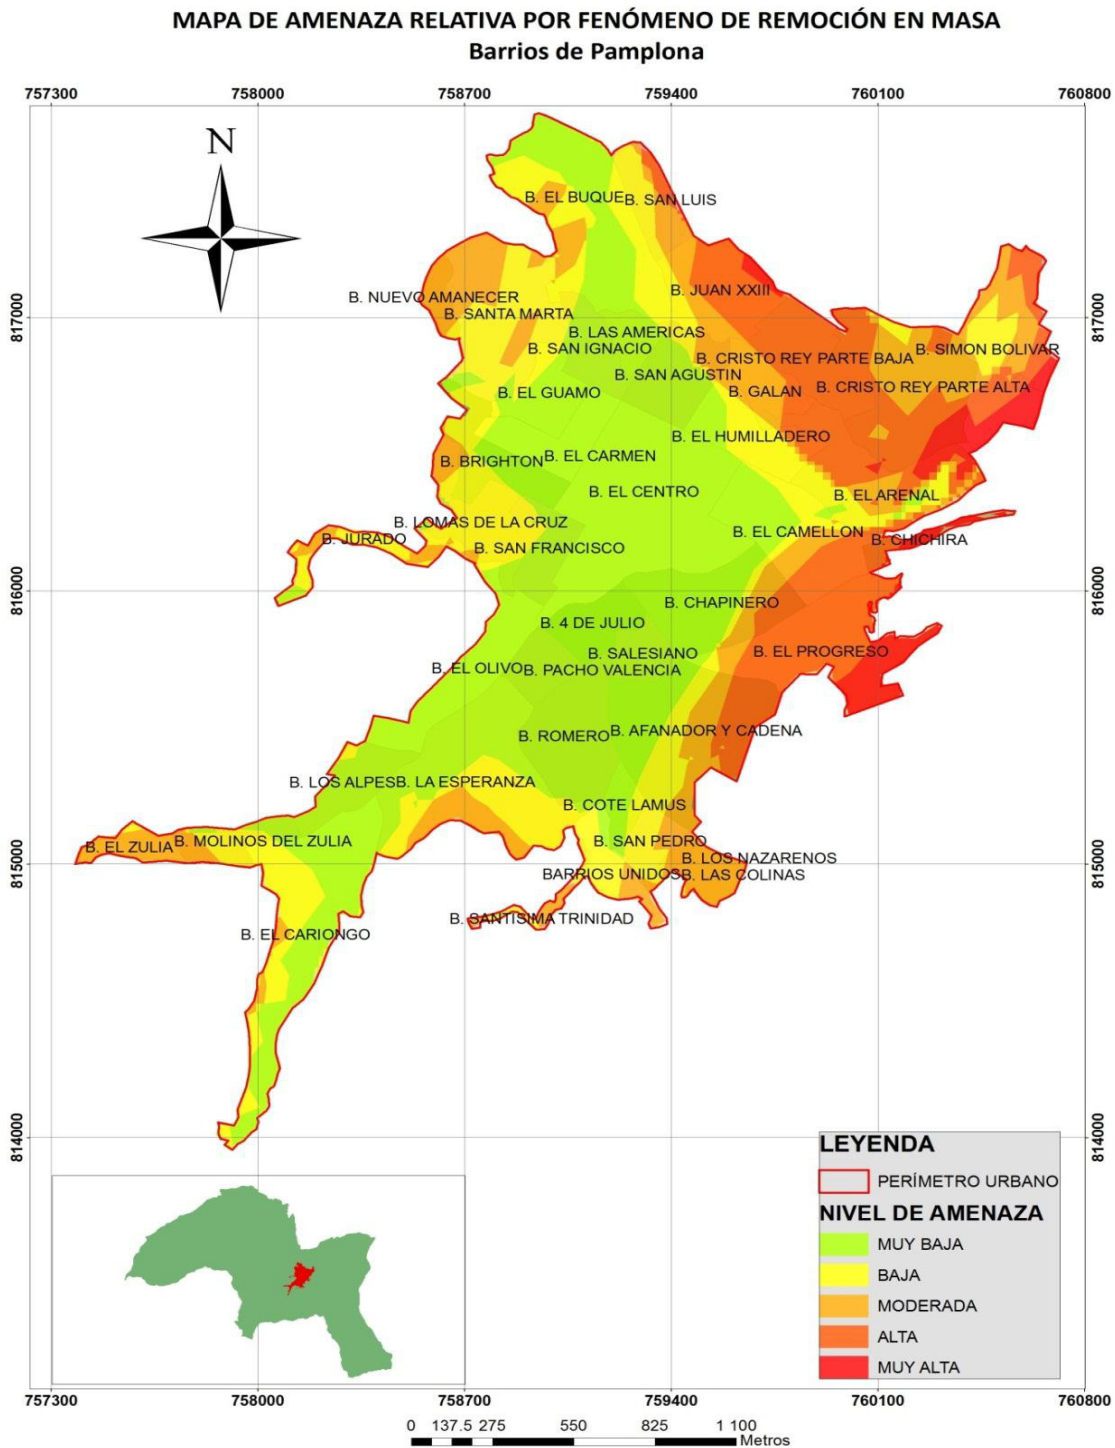 MAPA DE AMENAZA RELATIVA POR FENÓMENO DE REMOCIÓN EN MASA
Barrios de Pamplona
757300 758000 758700 759400 760100 760800
N
B. EL BUQUE
B. SAN LUIS
B. NUEVO AMANECER
B. JUAN XXIII
B. SANTA MARTA
817000
817000
B. LAS AMERICAS
B. SAN IGNACIO
B. SIMON BOLIVAR
B. CRISTO REY PARTE BAJA
B. SAN AGUSTIN
B. CRISTO REY PARTE ALTA
B. EL GUAMO
B. GALAN
B. EL HUMILLADERO
B. EL CARMEN
B. BRIGHTON
B. EL CENTRO
B. EL ARENAL
B. LOMAS DE LA CRUZ
B. EL CAMELLON
B. JURADO
B. CHICHIRA
B. SAN FRANCISCO
816000
816000
B. CHAPINERO
B. 4 DE JULIO
B. SALESIANO
B. EL PROGRESO
B. EL OLIVO
B. PACHO VALENCIA
B. AFANADOR Y CADENA
B. ROMERO
B. LOS ALPES
B. LA ESPERANZA
B. COTE LAMUS
B. MOLINOS DEL ZULIA
B. SAN PEDRO
B. EL ZULIA
B. LOS NAZARENOS
815000
815000
BARRIOS UNIDOS
B. LAS COLINAS
B. SANTISIMA TRINIDAD
B. EL CARIONGO
814000
814000
LEYENDA
PERÍMETRO URBANO
NIVEL DE AMENAZA
MUY BAJA
BAJA
MODERADA
ALTA
MUY ALTA
757300 758000 758700 759400 760100 760800
0 137.5 275 550 825 1 100
Metros